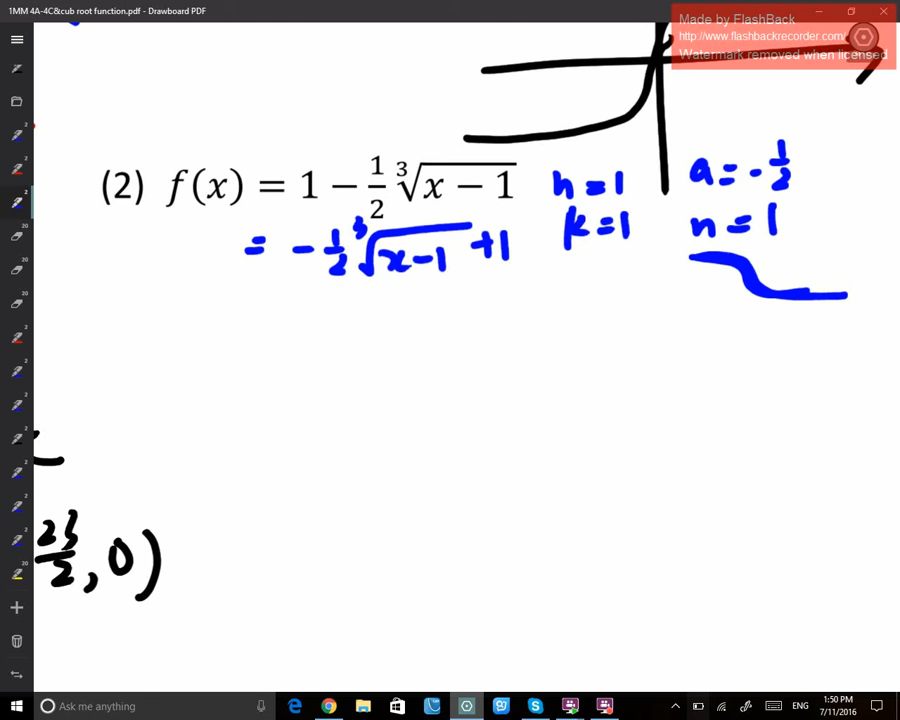 1MM 4A-4C&cub root function.pdf - Drawboard PDF
Made by FlashBack
http://www.flashbackrecorder.com/
Watermark removed when licensed
(2) f(x) = 1 − 1/2 ∛(x − 1)
h = 1
a = - 1/2
= - 1/2 ∛(x-1) + 1
k = 1
n = 1
, 0)
Ask me anything
ENG
1:50 PM
7/11/2016